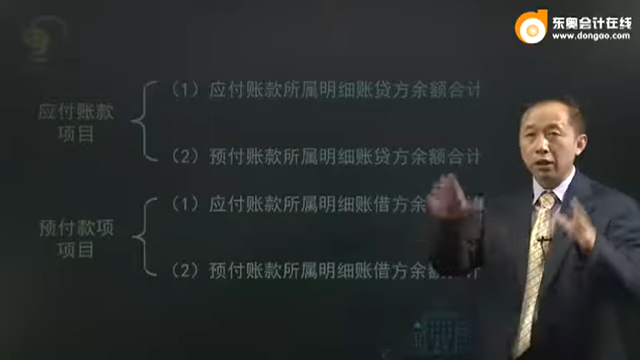 东奥会计在线
www.dongao.com
应付账款
项目
（1）应付账款所属明细账贷方余额合计
（2）预付账款所属明细账贷方余额合计
预付款项
项目
（1）应付账款所属明细账借方余
（2）预付账款所属明细账借方余额合计